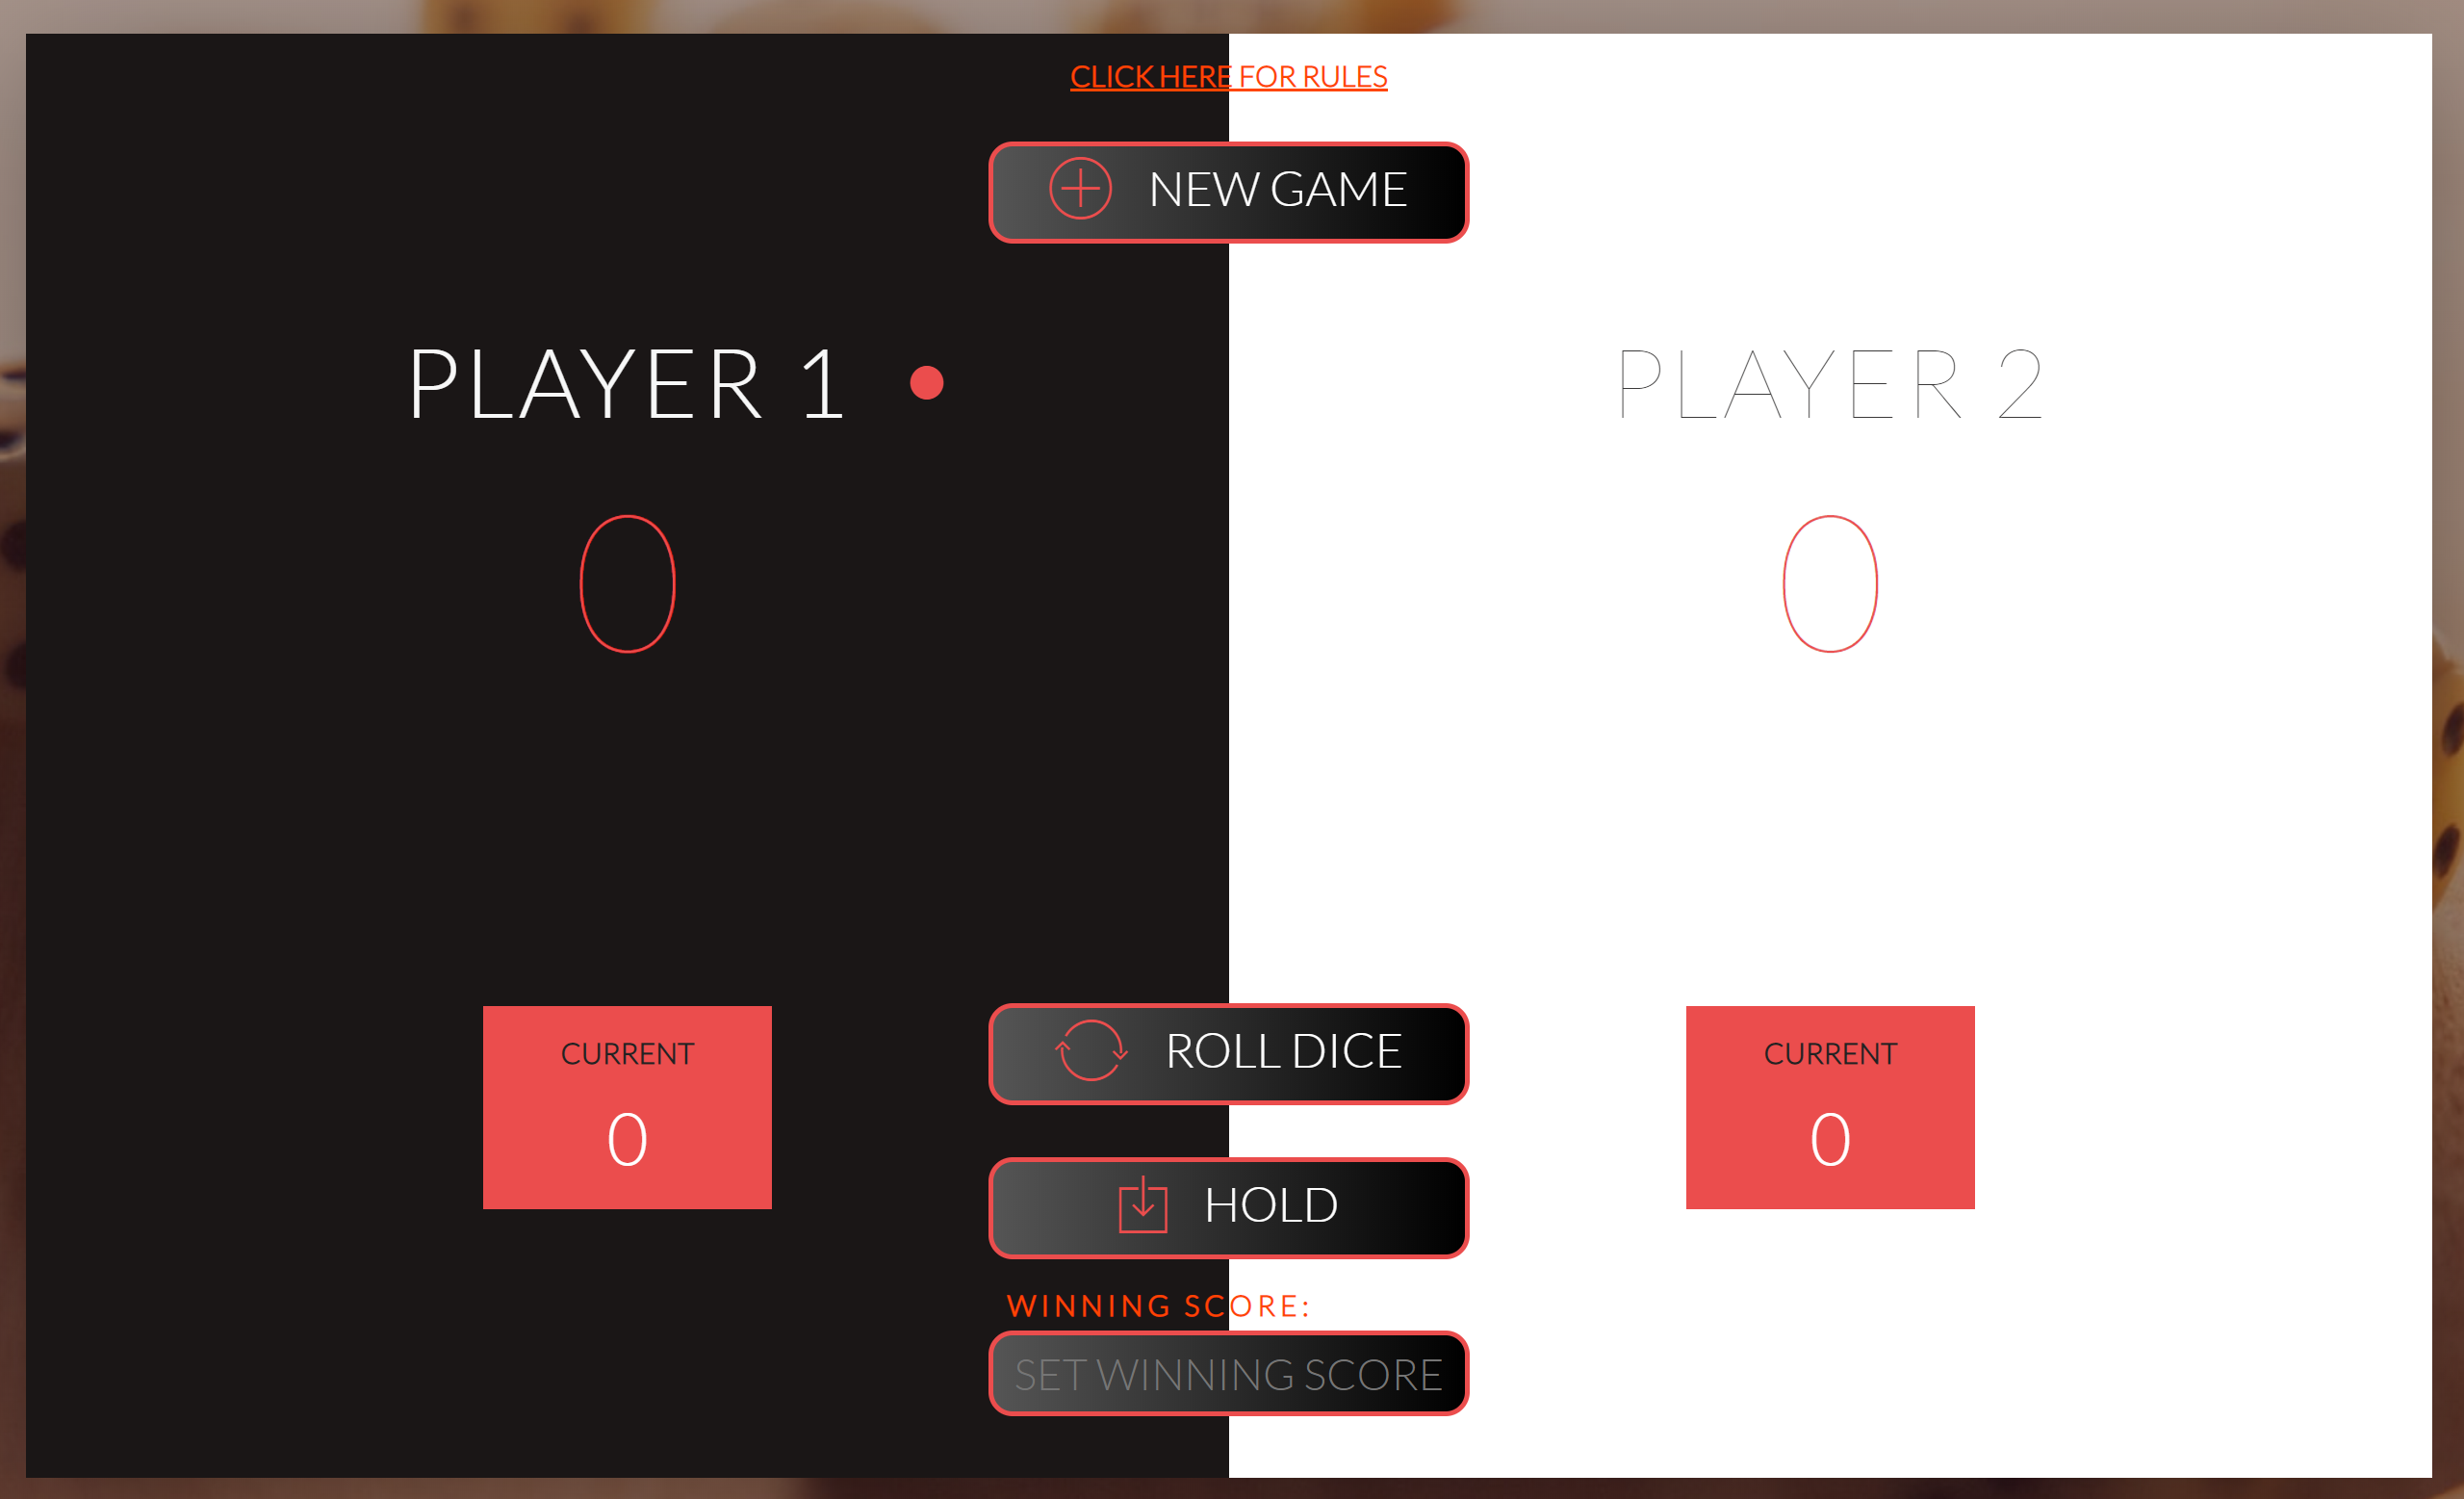 CLICK HERE FOR RULES
NEW GAME
PLAYER 1
PLAYER 2
0
0
CURRENT
0
ROLL DICE
CURRENT
0
HOLD
WINNING SCORE:
SET WINNING SCORE